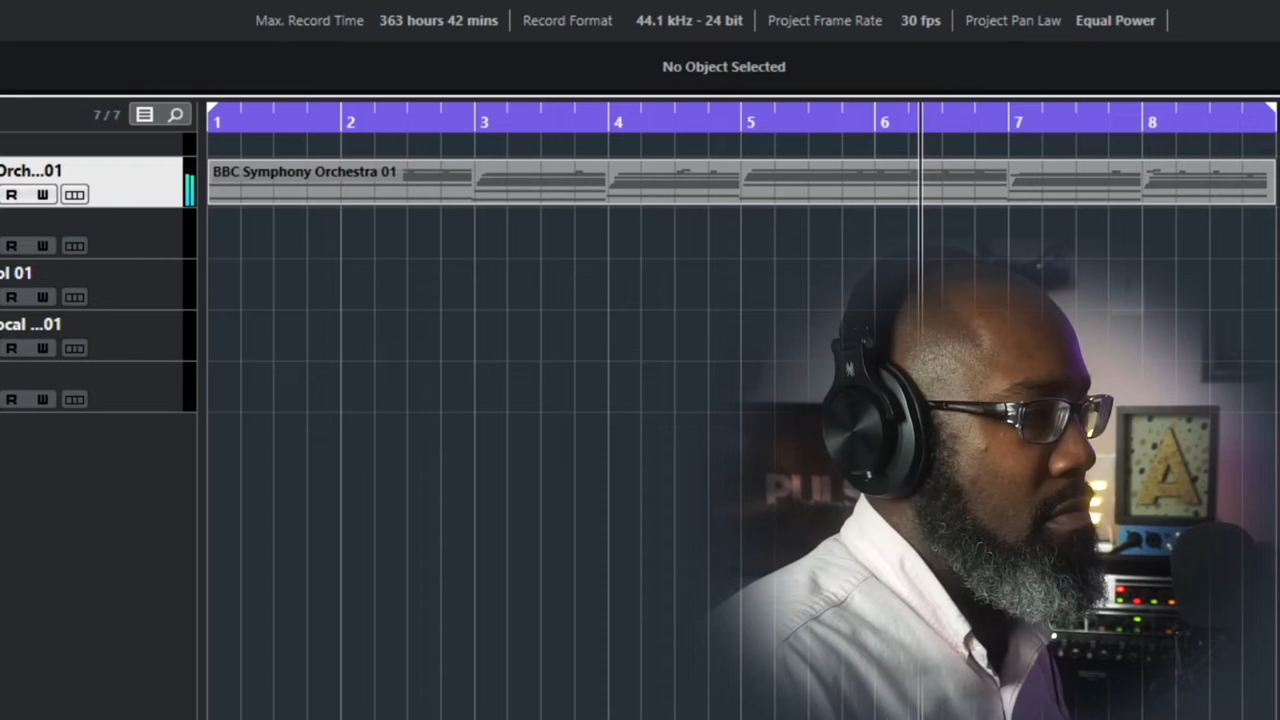 Max. Record Time 363 hours 42 mins Record Format 44.1 kHz - 24 bit Project Frame Rate 30 fps Project Pan Law Equal Power
No Object Selected
7 / 7
1 2 3 4 5 6 7 8
Orch...01
BBC Symphony Orchestra 01
R W
R W
ol 01
R W
ocal ...01
R W
R W
PULS
A